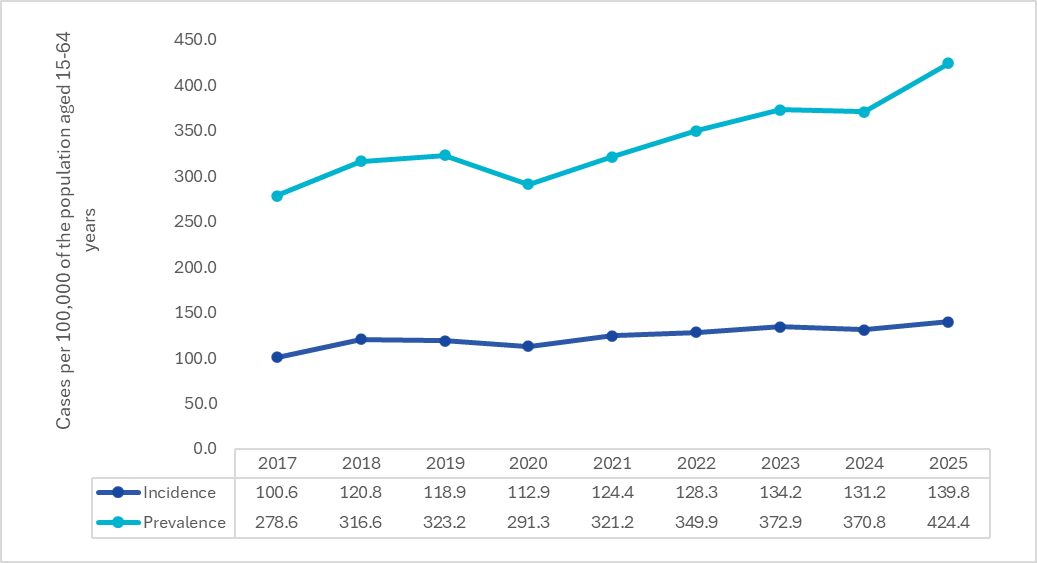 Cases per 100,000 of the population aged 15-64
years
450.0
400.0
350.0
300.0
250.0
200.0
150.0
100.0
50.0
0.0
2017 2018 2019 2020 2021 2022 2023 2024 2025
Incidence 100.6 120.8 118.9 112.9 124.4 128.3 134.2 131.2 139.8
Prevalence 278.6 316.6 323.2 291.3 321.2 349.9 372.9 370.8 424.4